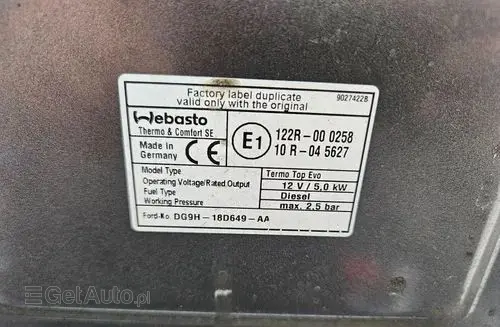 Factory label duplicate
valid only with the original
9027422B
Webasto
Thermo & Comfort SE
Made in
Germany
CE
E1
122R-00 0258
10 R-04 5627
Model Type
Termo Top Evo
Operating Voltage/Rated Output
12 V / 5,0 kW
Fuel Type
Diesel
Working Pressure
max. 2,5 bar
Ford-No DG9H-18D649-AA
GetAuto.pl